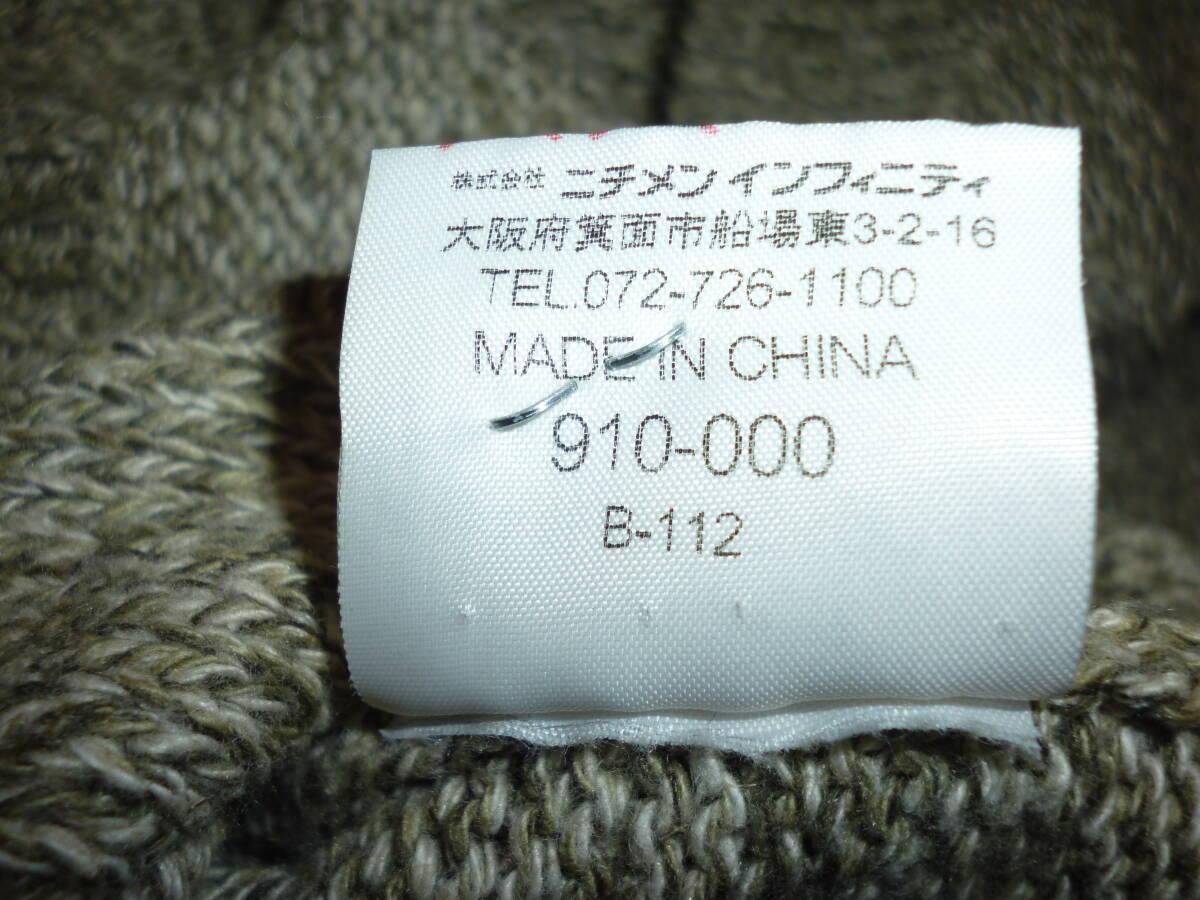 株式会社 ニチメンインフィニティ
大阪府箕面市船場東3-2-16
TEL.072-726-1100
MADE IN CHINA
910-000
B-112